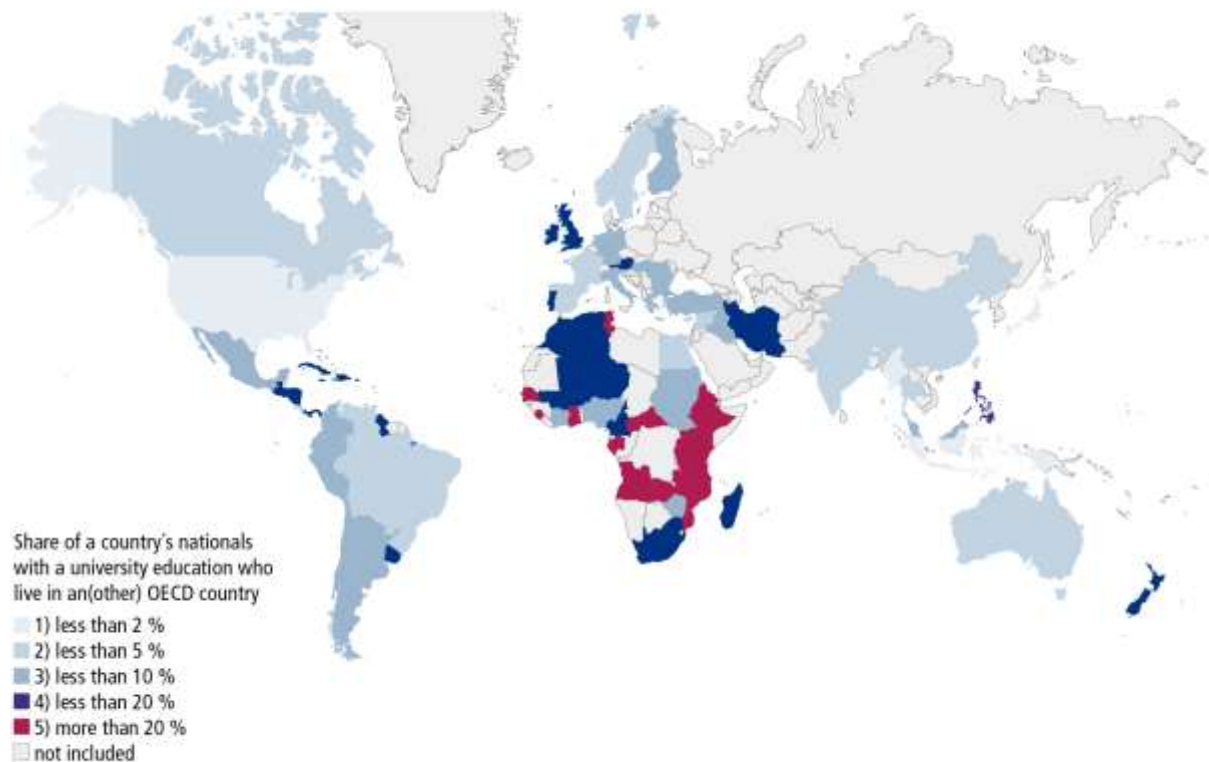 Share of a country's nationals
with a university education who
live in an(other) OECD country
1) less than 2 %
2) less than 5 %
3) less than 10 %
4) less than 20 %
5) more than 20 %
not included